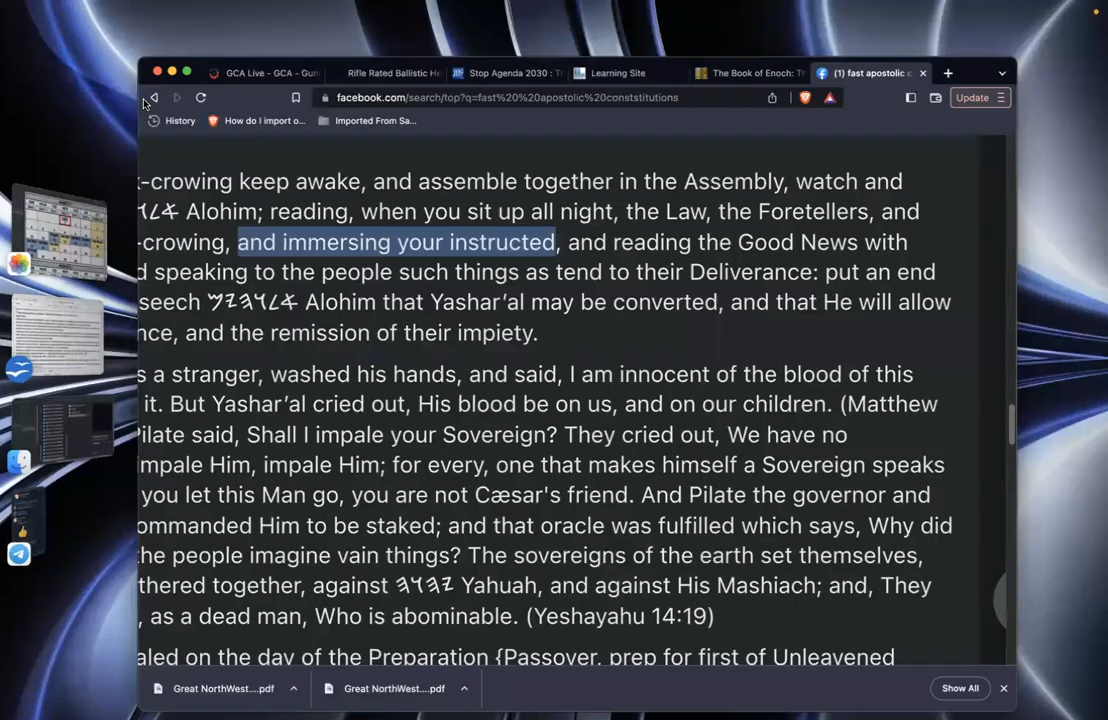 GCA Live - GCA - Gun
Rifle Rated Ballistic He
Stop Agenda 2030 : T
Learning Site
The Book of Enoch: Th
(1) fast apostolic c
facebook.com/search/top?q=fast%20%20apostolic%20conststitutions
Update
History
How do I import o...
Imported From Sa...
-crowing keep awake, and assemble together in the Assembly, watch and
Alohim; reading, when you sit up all night, the Law, the Foretellers, and
-crowing, and immersing your instructed, and reading the Good News with
d speaking to the people such things as tend to their Deliverance: put an end
speech 𐤌𐤉𐤄𐤅𐤋𐤀 Alohim that Yashar’al may be converted, and that He will allow
nce, and the remission of their impiety.
s a stranger, washed his hands, and said, I am innocent of the blood of this
it. But Yashar’al cried out, His blood be on us, and on our children. (Matthew
Pilate said, Shall I impale your Sovereign? They cried out, We have no
impale Him, impale Him; for every, one that makes himself a Sovereign speaks
you let this Man go, you are not Cæsar's friend. And Pilate the governor and
ommanded Him to be staked; and that oracle was fulfilled which says, Why did
the people imagine vain things? The sovereigns of the earth set themselves,
thered together, against 𐤄𐤅𐤄𐤉 Yahuah, and against His Mashiach; and, They
, as a dead man, Who is abominable. (Yeshayahu 14:19)
aled on the day of the Preparation {Passover, prep for first of Unleavened
Great NorthWest....pdf
Great NorthWest....pdf
Show All